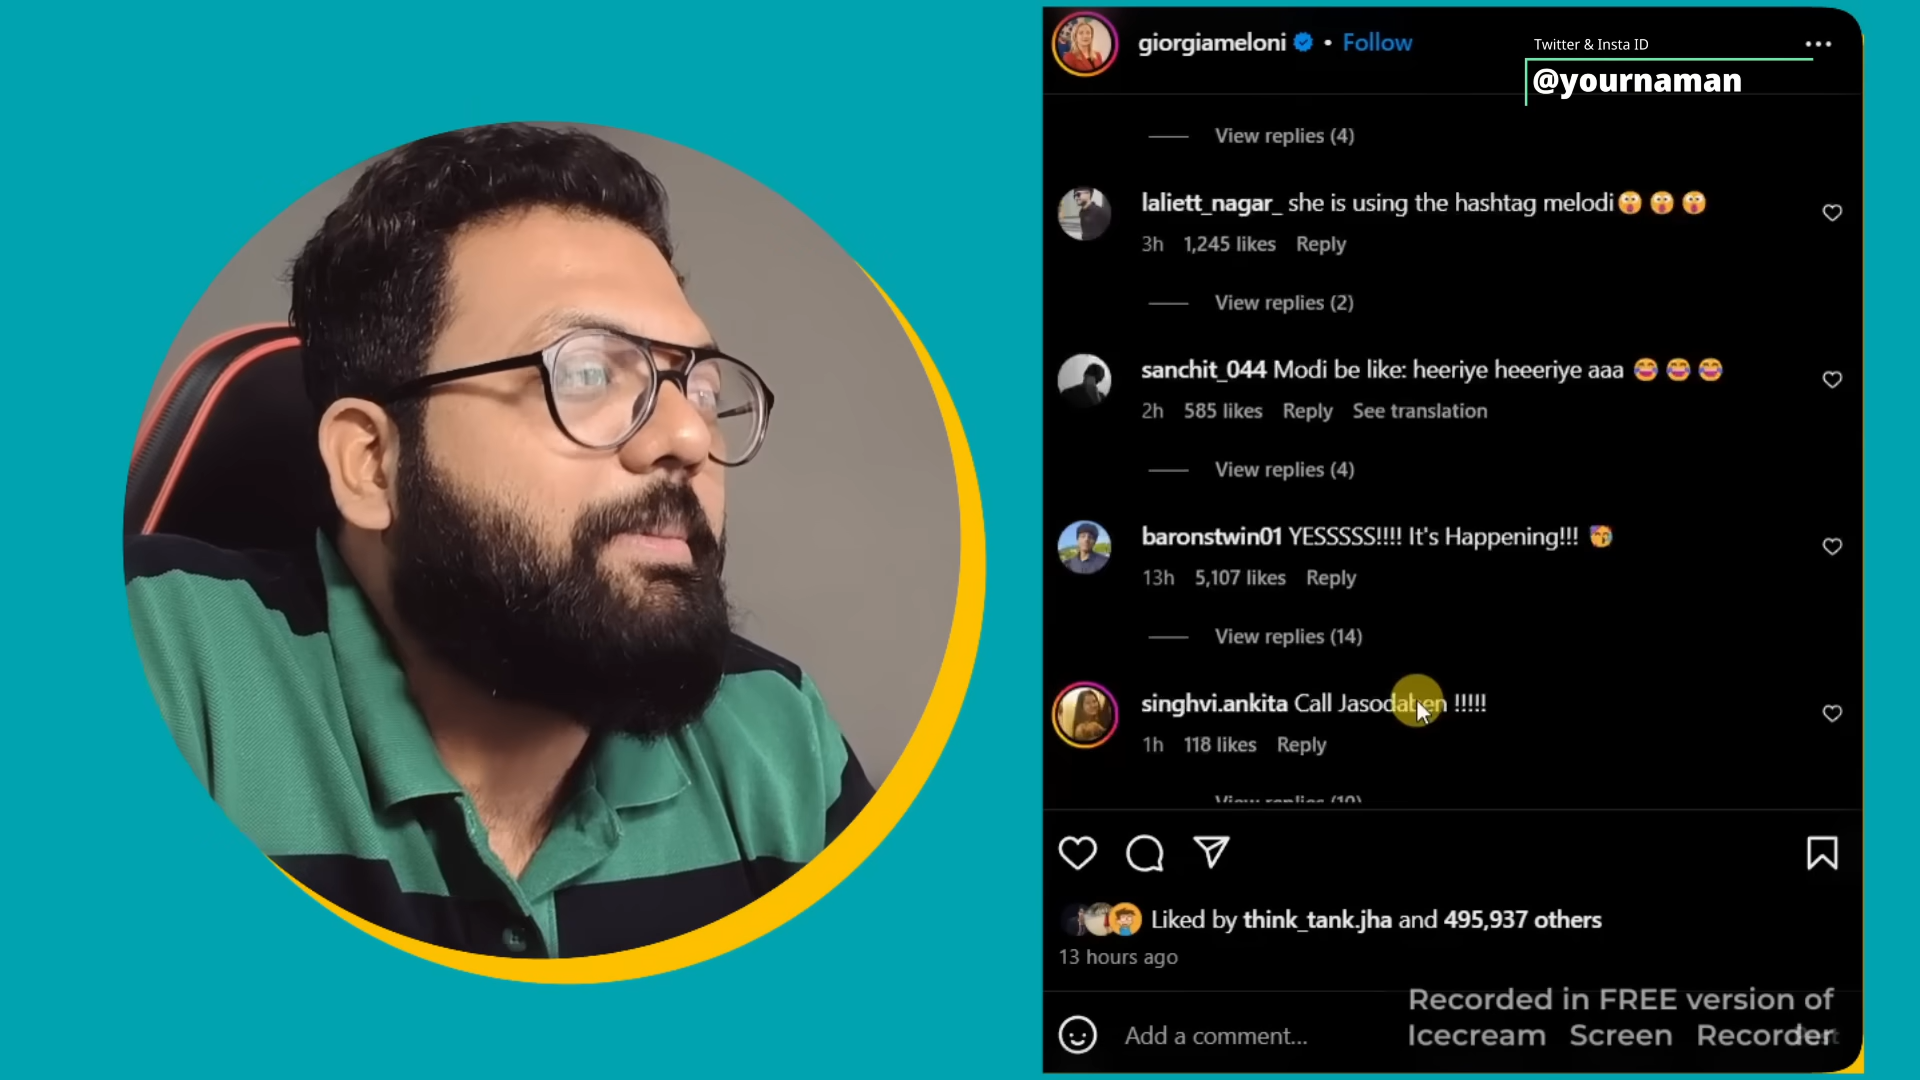 giorgiameloni • Follow
Twitter & Insta ID
@yournaman
View replies (4)
laliett_nagar_ she is using the hashtag melodi😲😲😲
3h 1,245 likes Reply
View replies (2)
sanchit_044 Modi be like: heeriye heeeriye aaa 😂😂😂
2h 585 likes Reply See translation
View replies (4)
baronstwin01 YESSSSS!!!! It's Happening!!! 🥳
13h 5,107 likes Reply
View replies (14)
singhvi.ankita Call Jasodaben !!!!!
1h 118 likes Reply
View replies (10)
Liked by think_tank.jha and 495,937 others
13 hours ago
Add a comment...
Recorded in FREE version of
Icecream Screen Recorder